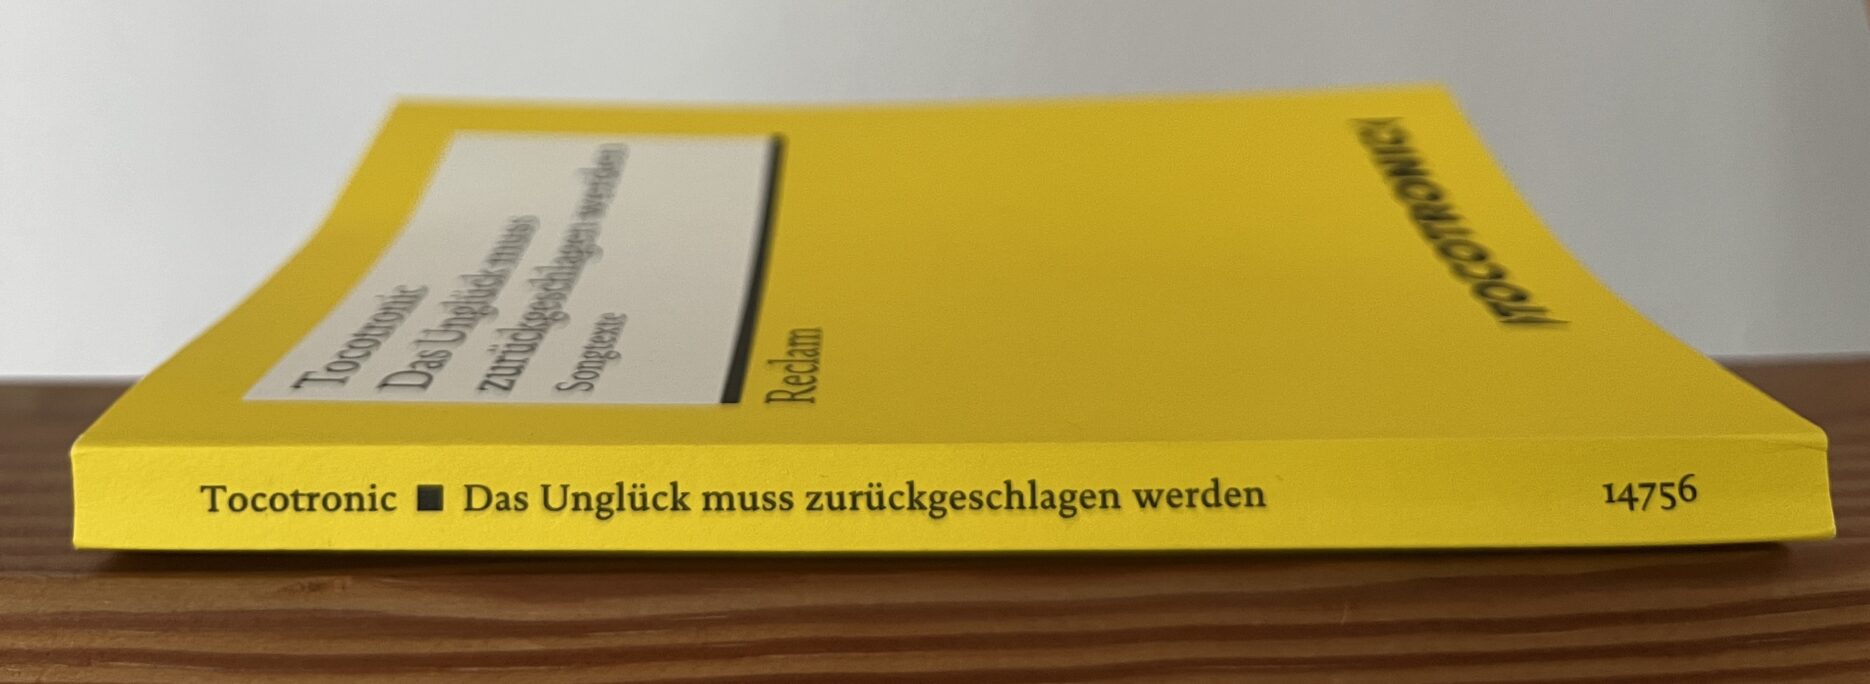 Tocotronic
Das Unglück muss
zurückgeschlagen werden
Songtexte
Reclam
TOCOTRONIC
Tocotronic ■ Das Unglück muss zurückgeschlagen werden 14756